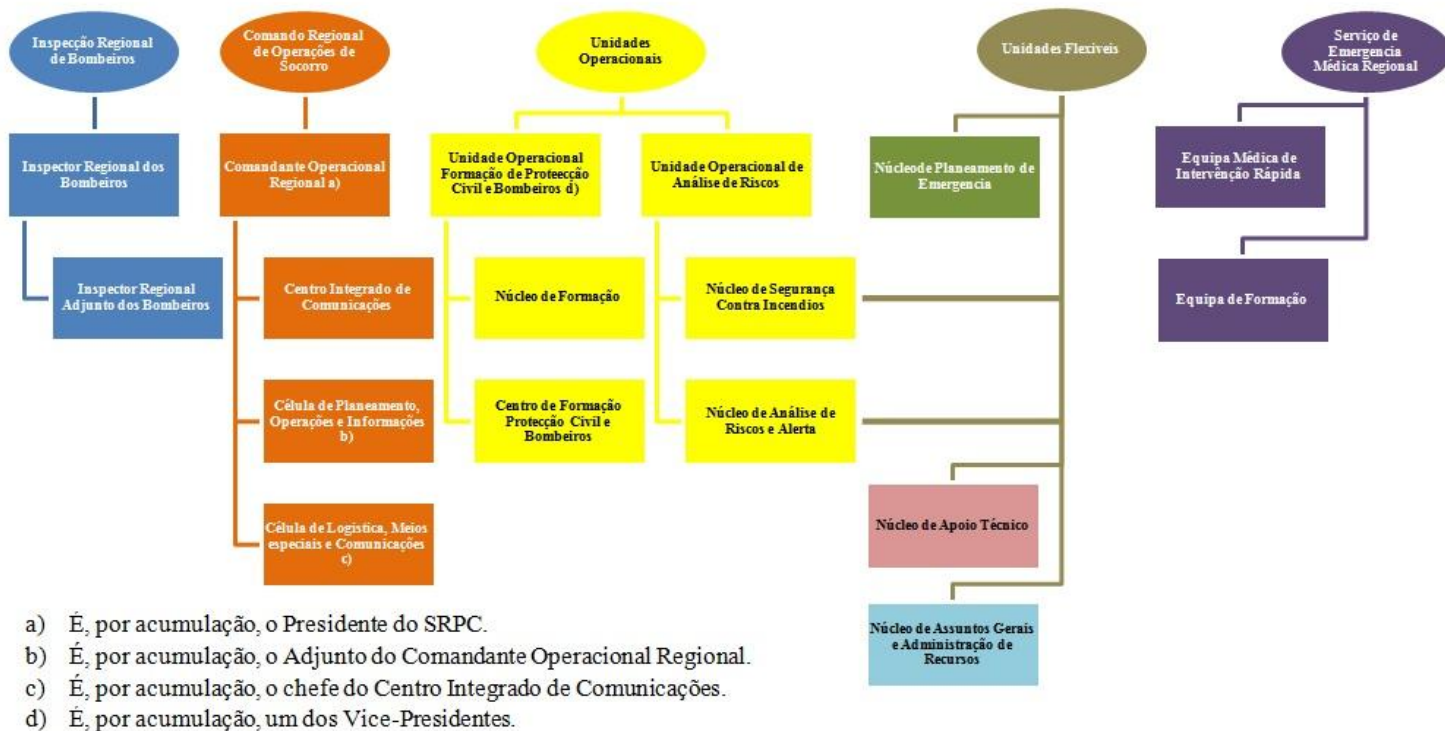 Inspecção Regional
de Bombeiros
Comando Regional
de Operações de
Socorro
Unidades
Operacionais
Unidades Flexiveis
Serviço de
Emergencia
Médica Regional
Inspector Regional dos
Bombeiros
Comandante Operacional
Regional a)
Unidade Operacional
Formação de Proteecção
Civil e Bombeiros d)
Unidade Operacional de
Análise de Riscos
Núcleode Planeamento de
Emergencia
Equipa Médica de
Intervenção Rápida
Inspector Regional
Adjunto dos Bombeiros
Centro Integrado de
Comunicações
Núcleo de Formação
Núcleo de Segurança
Contra Incendios
Equipa de Formação
Célula de Planeamento,
Operações e Informações
b)
Centro de Formação
Protecção Civil e
Bombeiros
Núcleo de Análise de
Riscos e Alerta
Célula de Logistica, Meios
especiais e Comunicações
c)
Núcleo de Apoio Técnico
Núcleo de Assuntos Gerais
e Administração de
Recursos
a) É, por acumulação, o Presidente do SRPC.
b) É, por acumulação, o Adjunto do Comandante Operacional Regional.
c) É, por acumulação, o chefe do Centro Integrado de Comunicações.
d) É, por acumulação, um dos Vice-Presidentes.